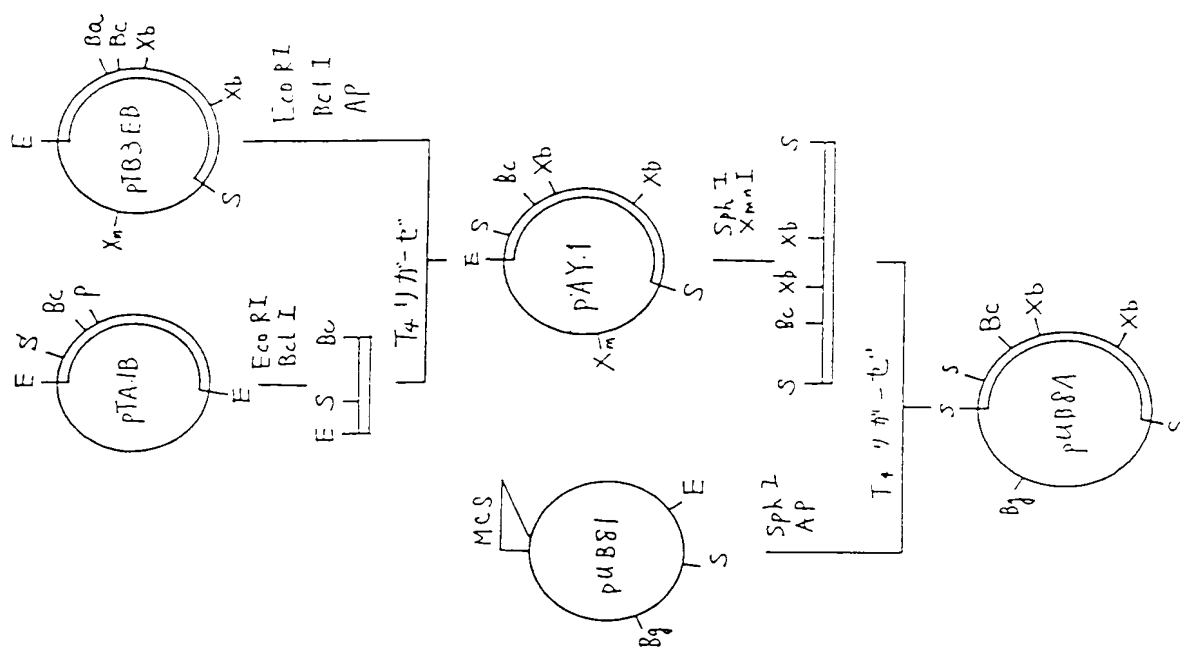 E
S
Bc
P
pTA1B
E
EcoRI
BclI
E S Bc
E
Ba
Bc
Xb
Xb
S
Xn
pTB3EB
EcoRI
BclI
AP
T4リガーゼ
MCS
E
S
Bg
pUB81
SphI
AP
E
S
Bc
Xb
Xb
S
Xm
pAY1
SphI
XmnI
S Bc Xb Xb S
T4リガーゼ
S
S
Bc
Xb
Xb
S
Bg
pUB8A